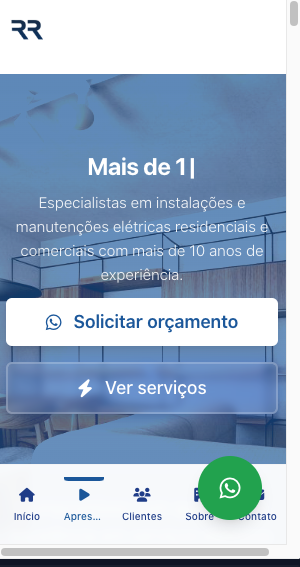 RR
Mais de 1|
Especialistas em instalações e
manutenções elétricas residenciais e
comerciais com mais de 10 anos de
experiência.
Solicitar orçamento
Ver serviços
Início
Apres...
Clientes
Sobre
Contato